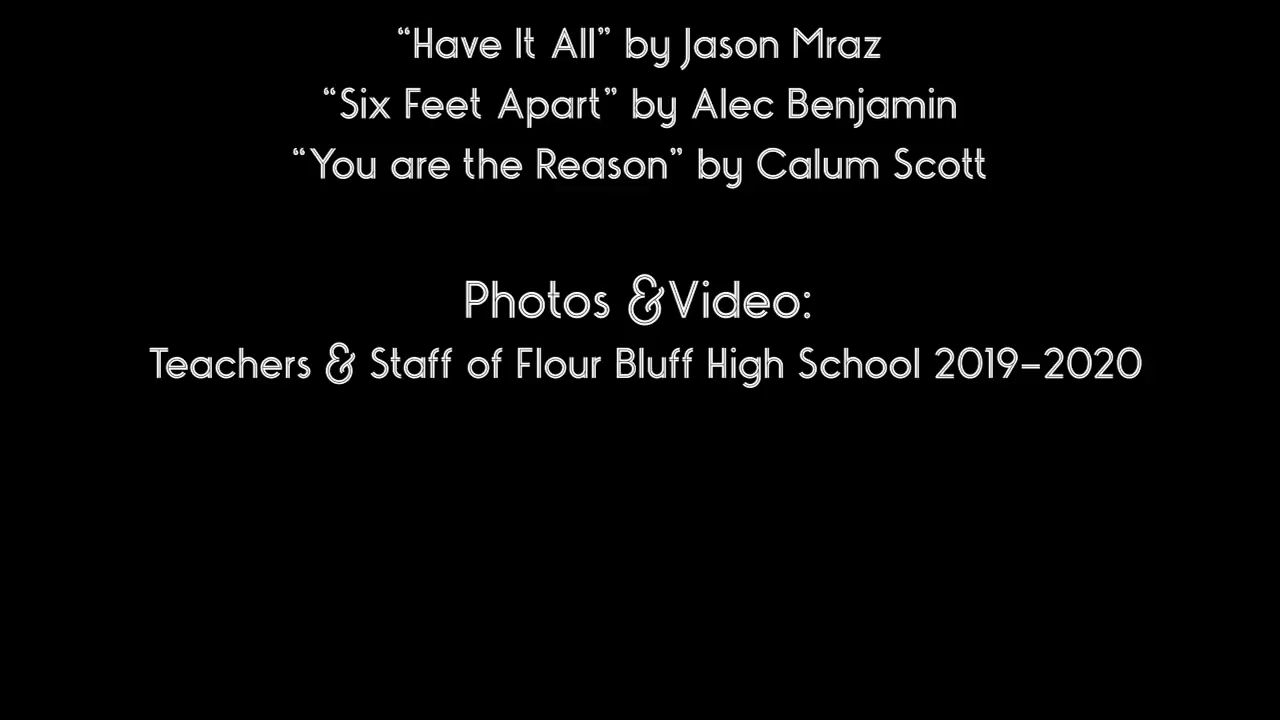 “Have It All” by Jason Mraz
“Six Feet Apart” by Alec Benjamin
“You are the Reason” by Calum Scott
Photos &Video:
Teachers & Staff of Flour Bluff High School 2019-2020